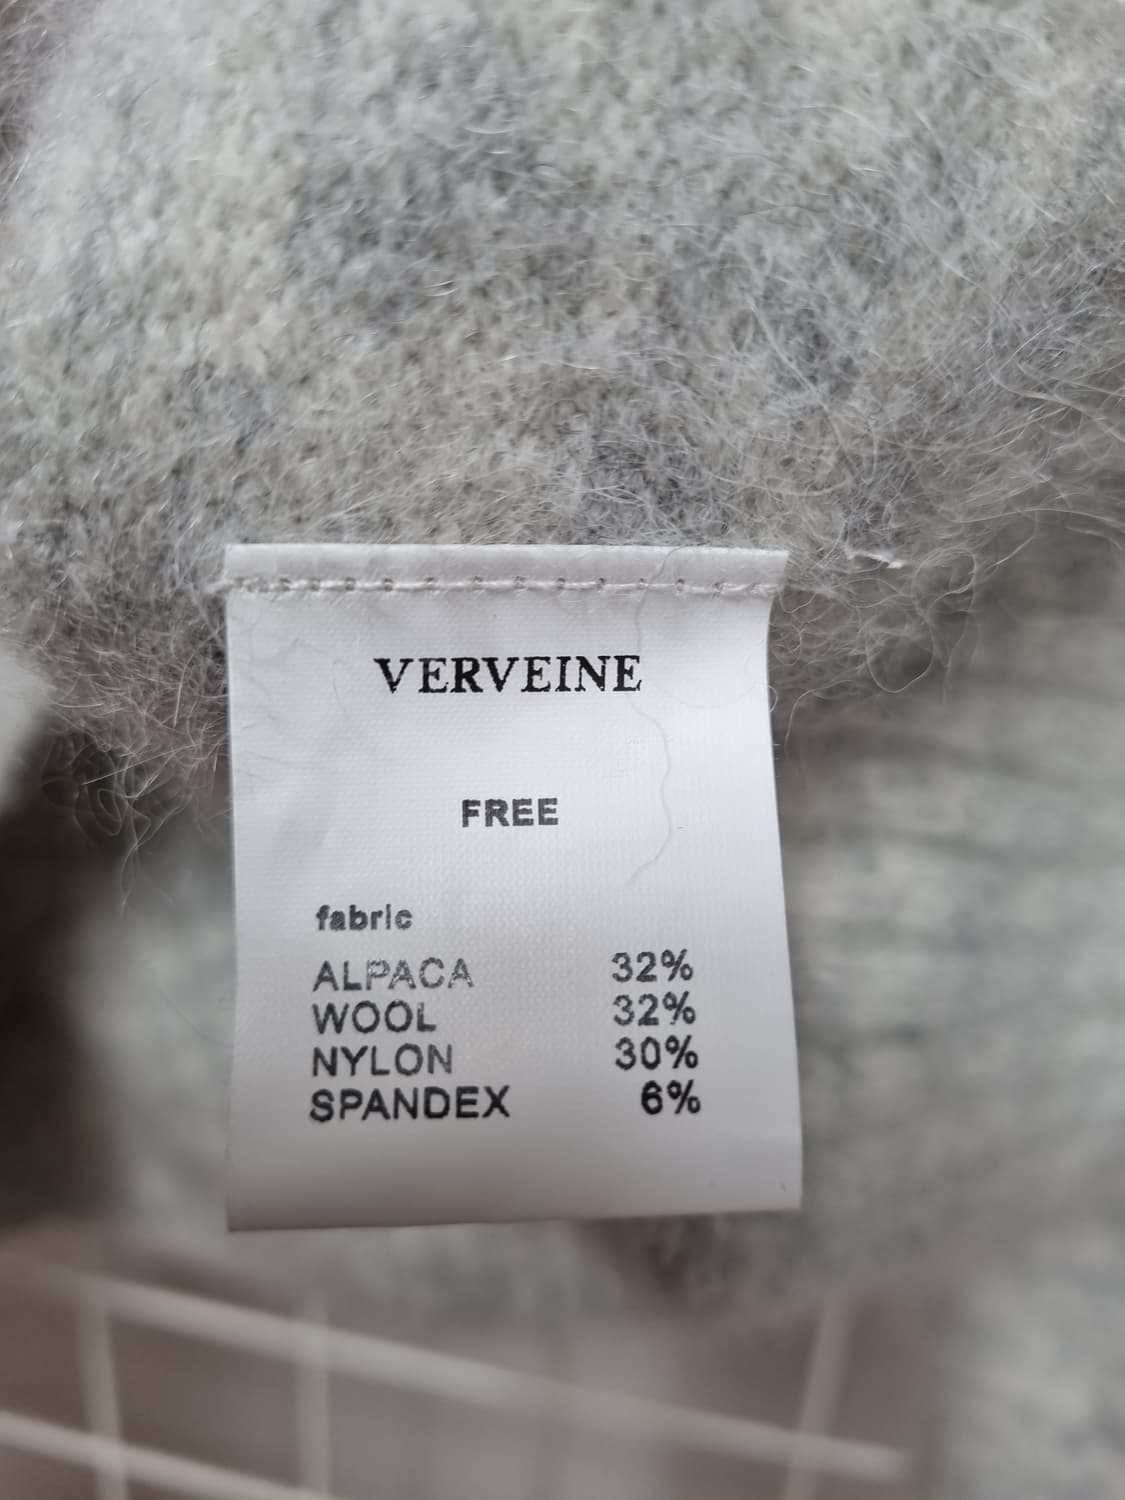 VERVEINE
FREE
fabric
ALPACA 32%
WOOL 32%
NYLON 30%
SPANDEX 6%